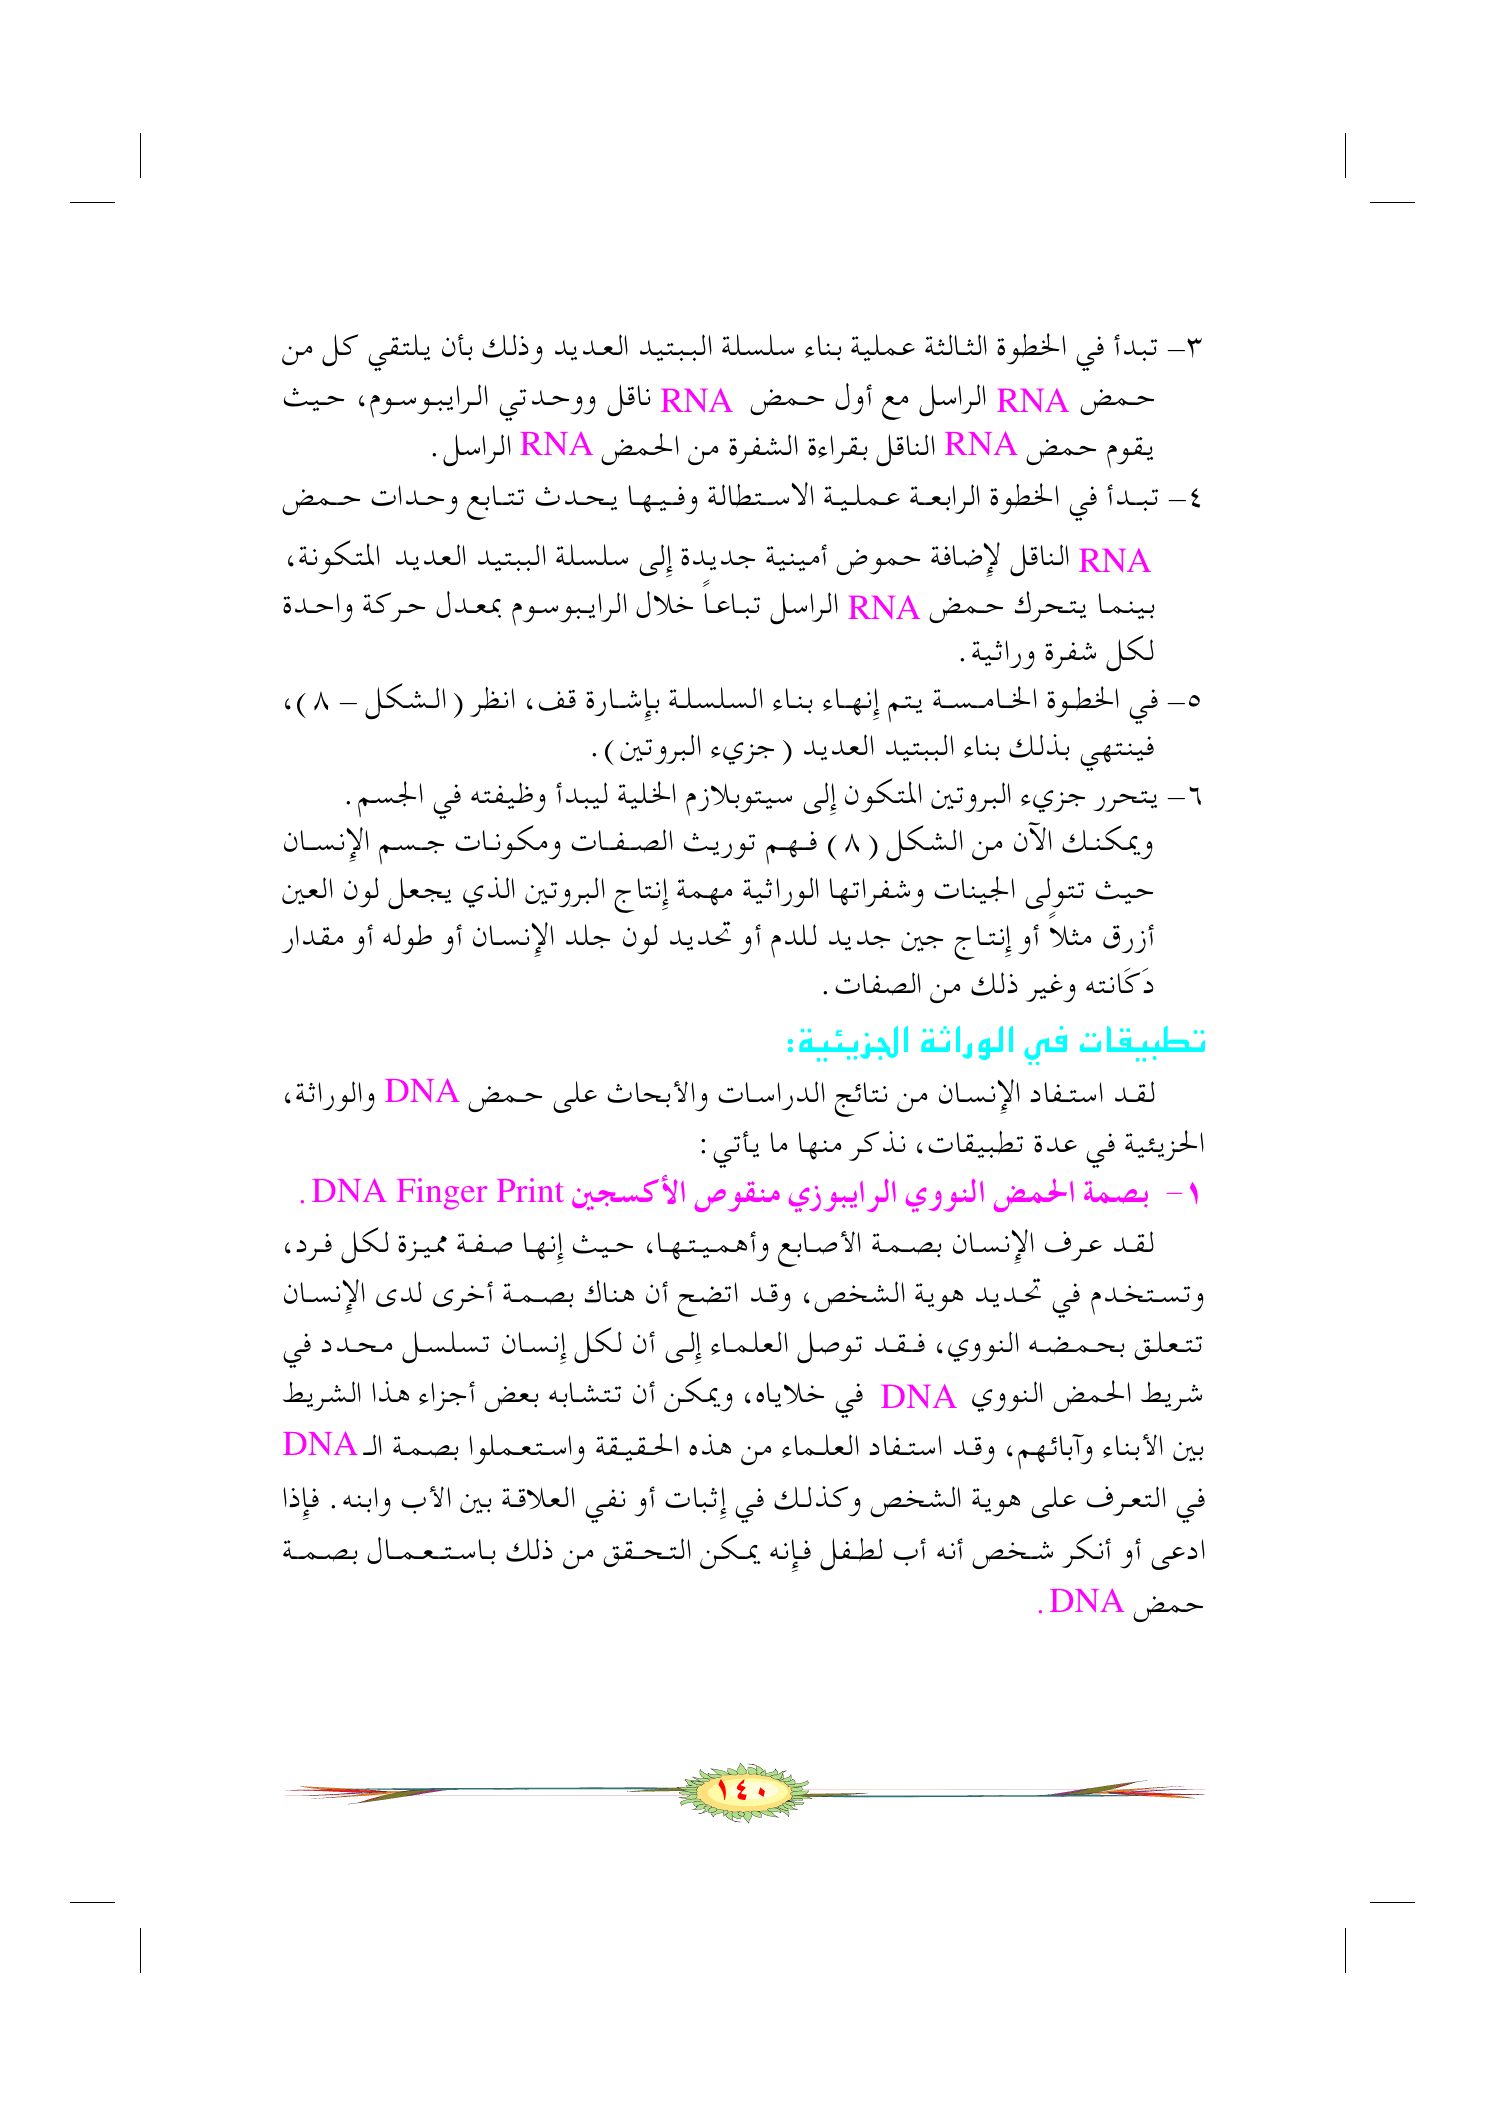 ٣– تبدأ في الخطوة الثالثة عملية بناء سلسلة الببتيد العديد وذلك بأن يلتقي كل من
حمض RNA الراسل مع أول حمض RNA ناقل ووحدتي الرايبوسوم، حيث
يقوم حمض RNA الناقل بقراءة الشفرة من الحمض RNA الراسل.
٤– تبدأ في الخطوة الرابعة عملية الاستطالة وفيها يحدث تتابع وحدات حمض
RNA الناقل لإضافة حموض أمينية جديدة إلى سلسلة الببتيد العديد المتكونة،
بينما يتحرك حمض RNA الراسل تباعاً خلال الرايبوسوم بمعدل حركة واحدة
لكل شفرة وراثية.
٥– في الخطوة الخامسة يتم إنهاء بناء السلسلة بإشارة قف، انظر (الشكل – ٨)،
فينتهي بذلك بناء الببتيد العديد (جزيء البروتين).
٦– يتحرر جزيء البروتين المتكون إلى سيتوبلازم الخلية ليبدأ وظيفته في الجسم.
ويمكنك الآن من الشكل (٨) فهم توريث الصفات ومكونات جسم الإنسان
حيث تتولى الجينات وشفراتها الوراثية مهمة إنتاج البروتين الذي يجعل لون العين
أزرق مثلاً أو إنتاج جين جديد للدم أو تحديد لون جلد الإنسان أو طوله أو مقدار
دَكَانته وغير ذلك من الصفات.
تطبيقات في الوراثة الجزيئية:
لقد استفاد الإنسان من نتائج الدراسات والأبحاث على حمض DNA والوراثة،
الحزيئية في عدة تطبيقات، نذكر منها ما يأتي:
١– بصمة الحمض النووي الرايبوزي منقوص الأكسجين DNA Finger Print.
لقد عرف الإنسان بصمة الأصابع وأهميتها، حيث إنها صفة مميزة لكل فرد،
وتستخدم في تحديد هوية الشخص، وقد اتضح أن هناك بصمة أخرى لدى الإنسان
تتعلق بحمضه النووي، فقد توصل العلماء إلى أن لكل إنسان تسلسل محدد في
شريط الحمض النووي DNA في خلاياه، ويمكن أن تتشابه بعض أجزاء هذا الشريط
بين الأبناء وآبائهم، وقد استفاد العلماء من هذه الحقيقة واستعملوا بصمة الـ DNA
في التعرف على هوية الشخص وكذلك في إثبات أو نفي العلاقة بين الأب وابنه. فإذا
ادعى أو أنكر شخص أنه أب لطفل فإنه يمكن التحقق من ذلك باستعمال بصمة
حمض DNA.
١٤٠